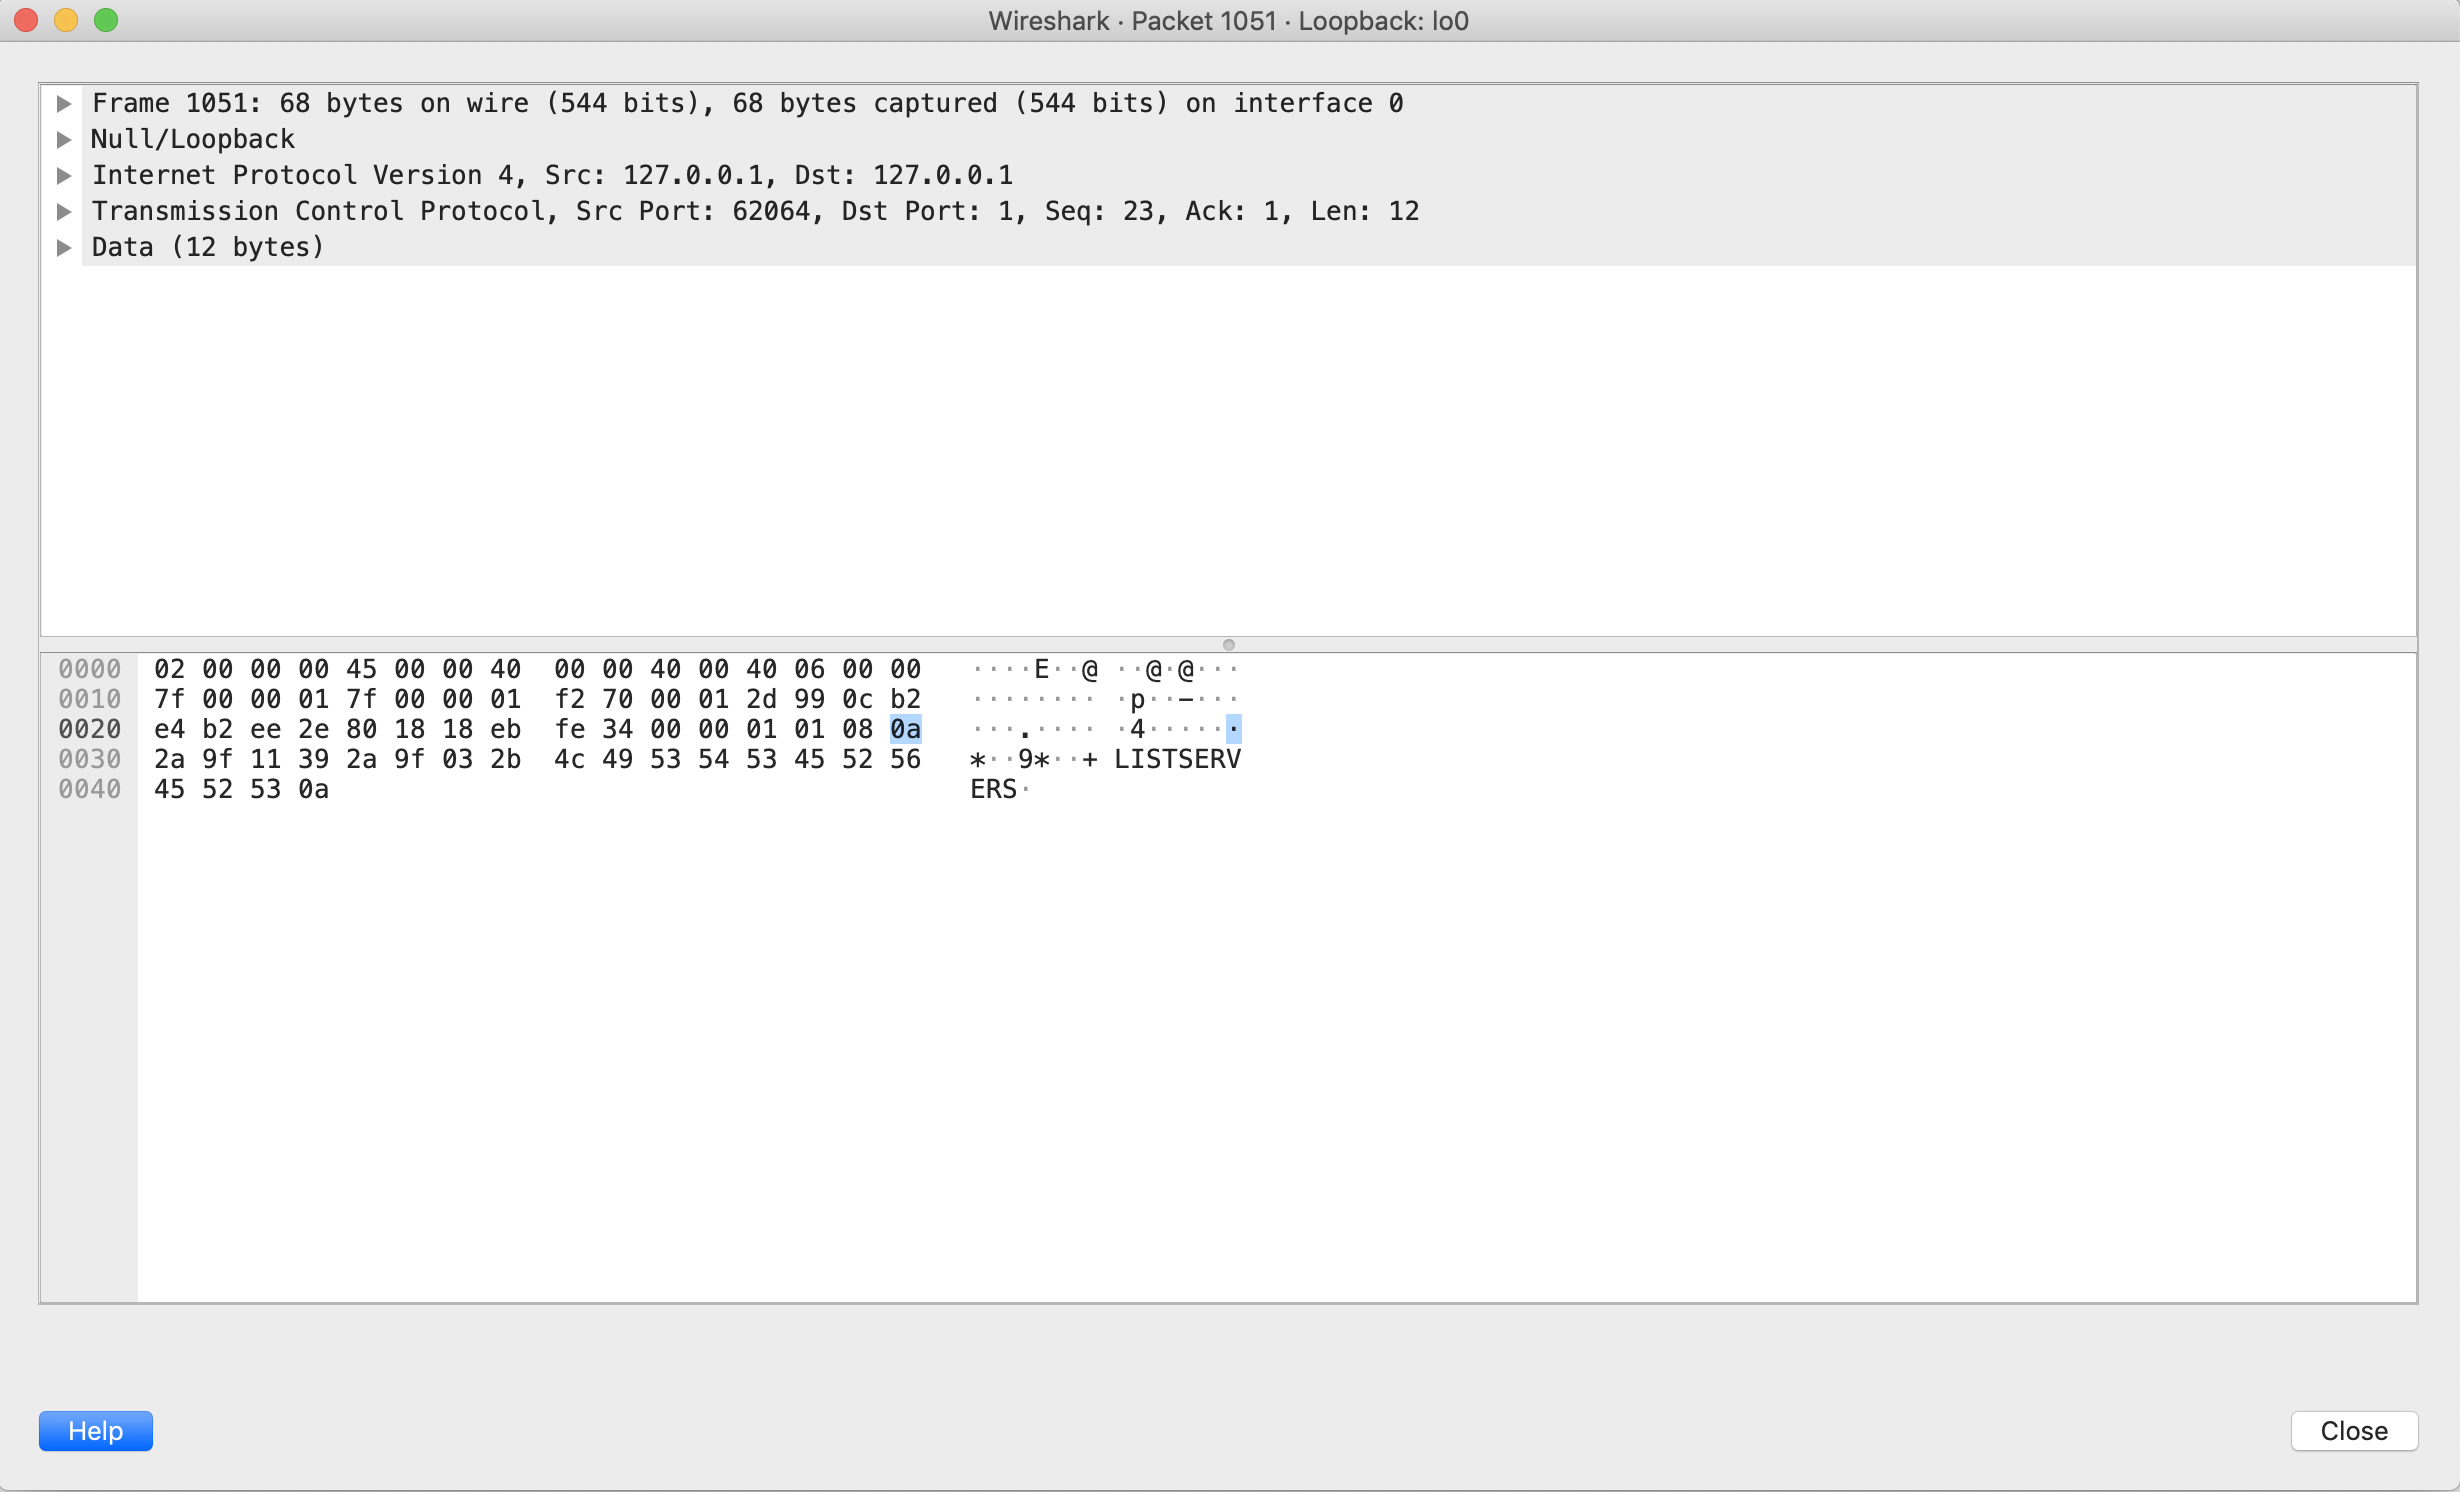 Wireshark · Packet 1051 · Loopback: lo0
Frame 1051: 68 bytes on wire (544 bits), 68 bytes captured (544 bits) on interface 0
Null/Loopback
Internet Protocol Version 4, Src: 127.0.0.1, Dst: 127.0.0.1
Transmission Control Protocol, Src Port: 62064, Dst Port: 1, Seq: 23, Ack: 1, Len: 12
Data (12 bytes)
0000 02 00 00 00 45 00 00 40 00 00 40 00 40 06 00 00 ····E··@ ··@·@···
0010 7f 00 00 01 7f 00 00 01 f2 70 00 01 2d 99 0c b2 ········ ·p··-···
0020 e4 b2 ee 2e 80 18 18 eb fe 34 00 00 01 01 08 0a ···.···· ·4······
0030 2a 9f 11 39 2a 9f 03 2b 4c 49 53 54 53 45 52 56 *··9*··+ LISTSERV
0040 45 52 53 0a ERS·
Help
Close